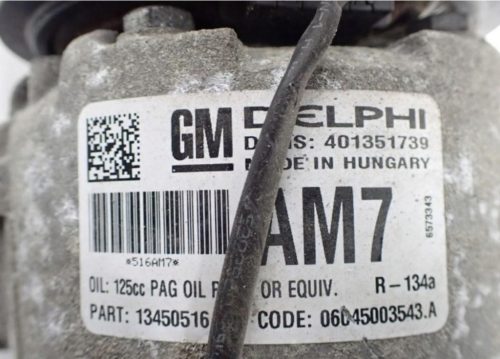 GM DELPHI
401351739
MADE IN HUNGARY
AM7
6573343
*516AM7*
OIL: 125cc PAG OIL OR EQUIV. R-134a
PART: 13450516 CODE: 06045003543.A